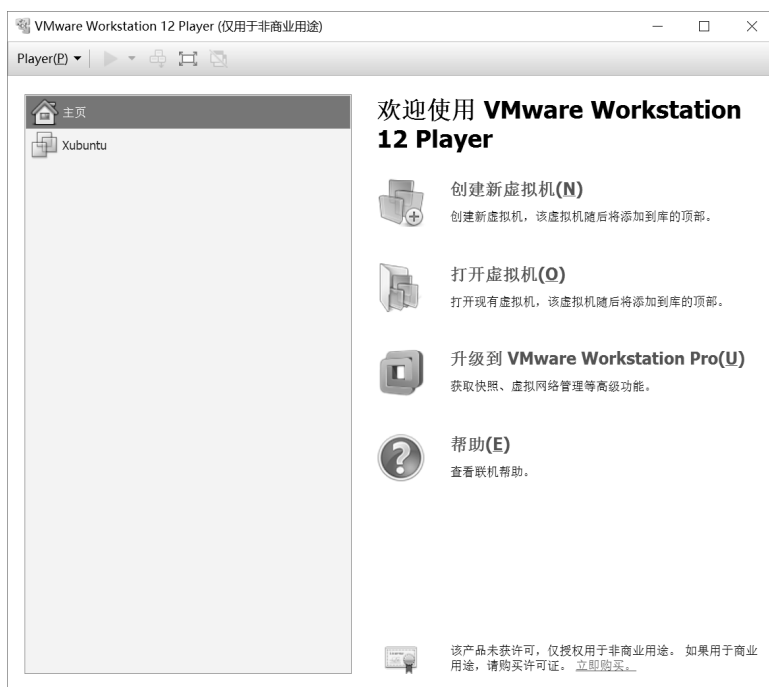 VMware Workstation 12 Player (仅用于非商业用途)
Player(P)
主页
Xubuntu
欢迎使用 VMware Workstation
12 Player
创建新虚拟机(N)
创建新虚拟机，该虚拟机随后将添加到库的顶部。
打开虚拟机(O)
打开现有虚拟机，该虚拟机随后将添加到库的顶部。
升级到 VMware Workstation Pro(U)
获取快照、虚拟网络管理等高级功能。
帮助(E)
查看联机帮助。
该产品未获许可，仅授权用于非商业用途。 如果用于商业
用途，请购买许可证。 立即购买。